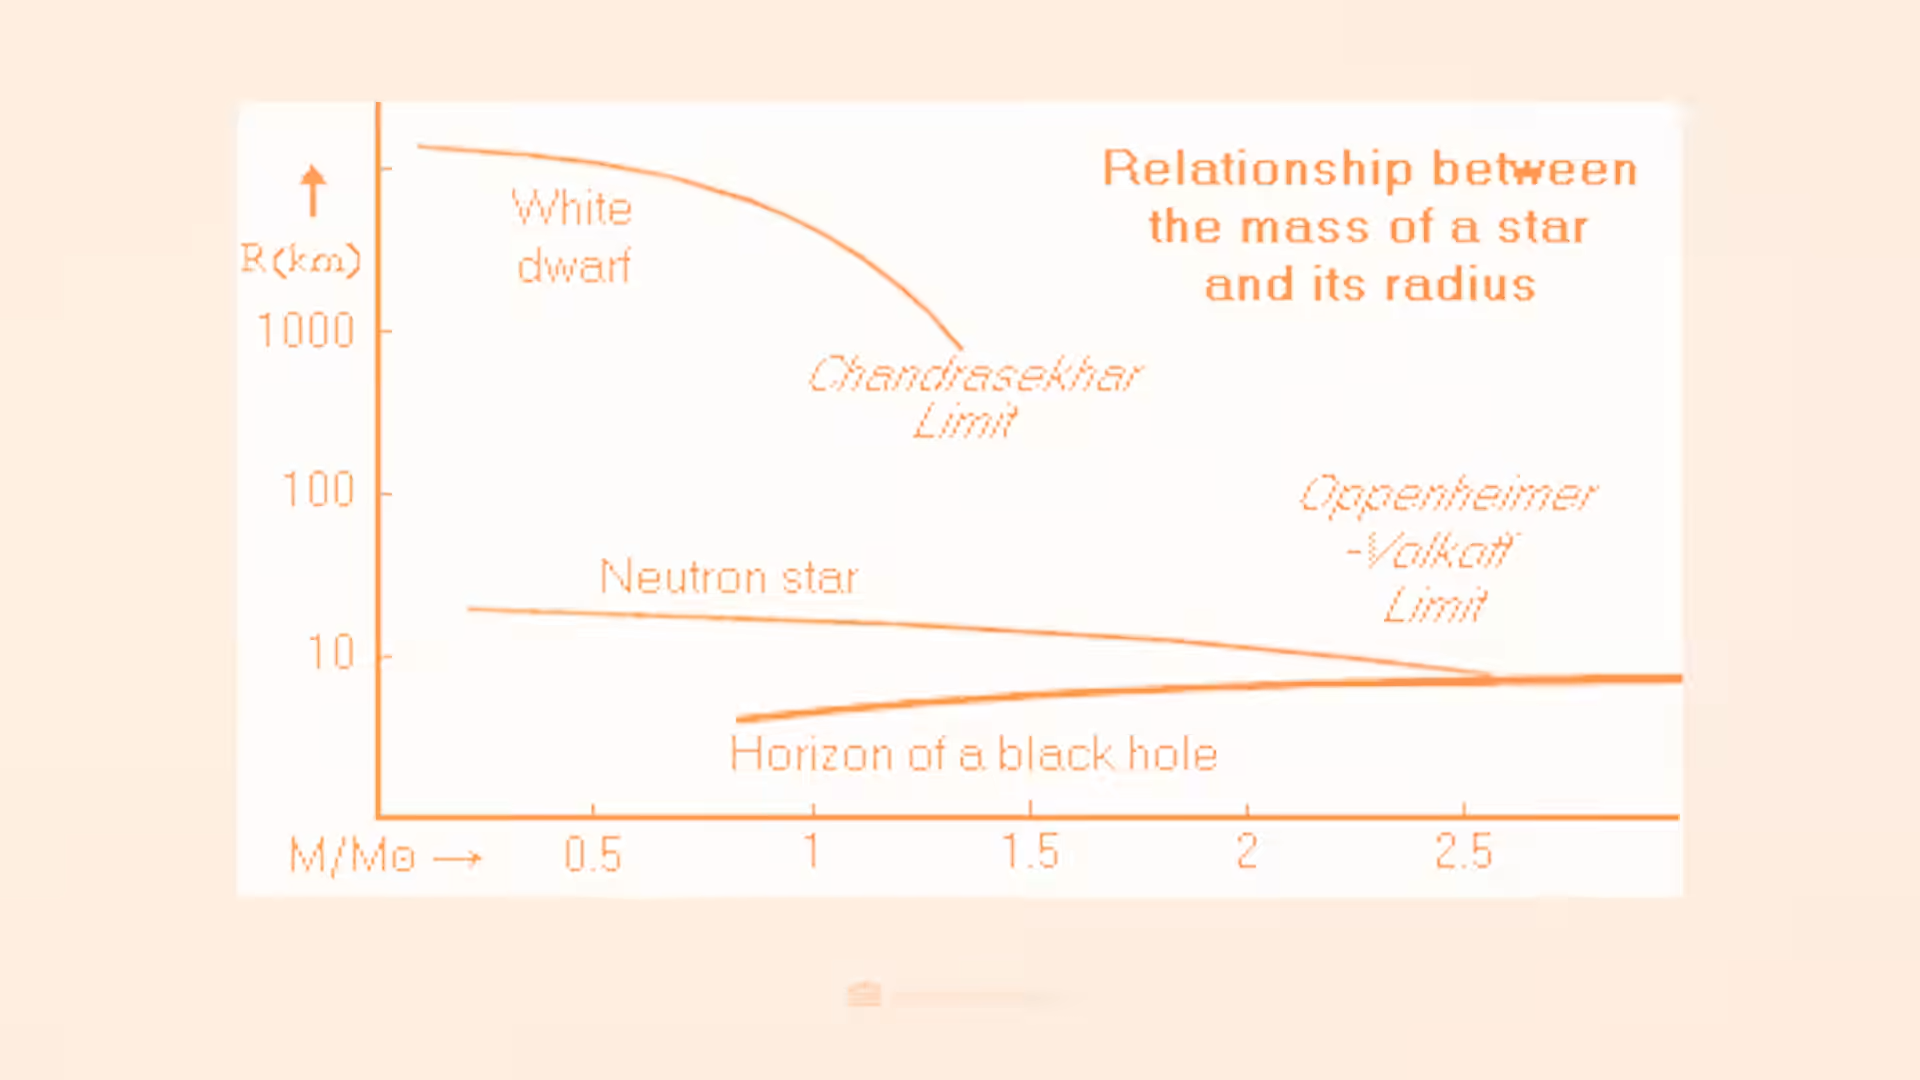 Relationship between
the mass of a star
and its radius
R(km)
1000
100
10
White
dwarf
Chandrasekhar
Limit
Oppenheimer
-Volkoff
Limit
Neutron star
Horizon of a black hole
M/M⊙ →
0.5
1
1.5
2
2.5